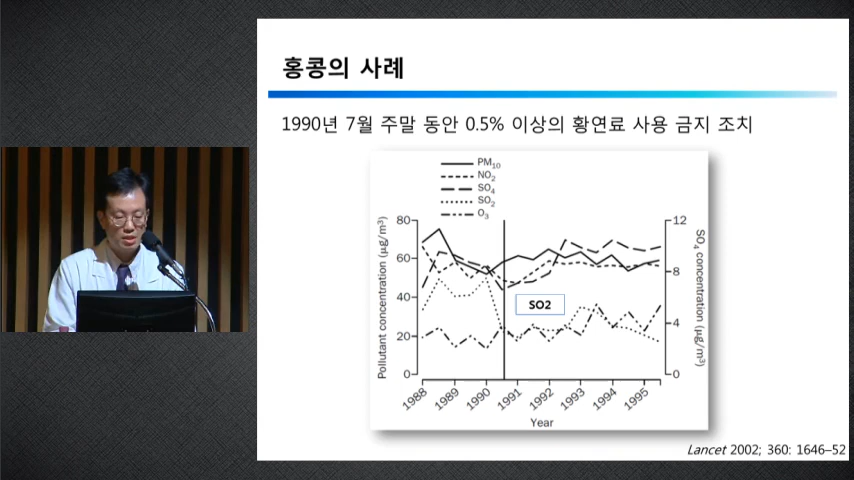 홍콩의 사례
1990년 7월 주말 동안 0.5% 이상의 황연료 사용 금지 조치
PM10
NO2
SO4
SO2
O3
80
60
40
20
0
Pollutant concentration (μg/m³)
12
8
4
0
SO4 concentration (μg/m³)
SO2
1988
1989
1990
1991
1992
1993
1994
1995
Year
Lancet 2002; 360: 1646–52